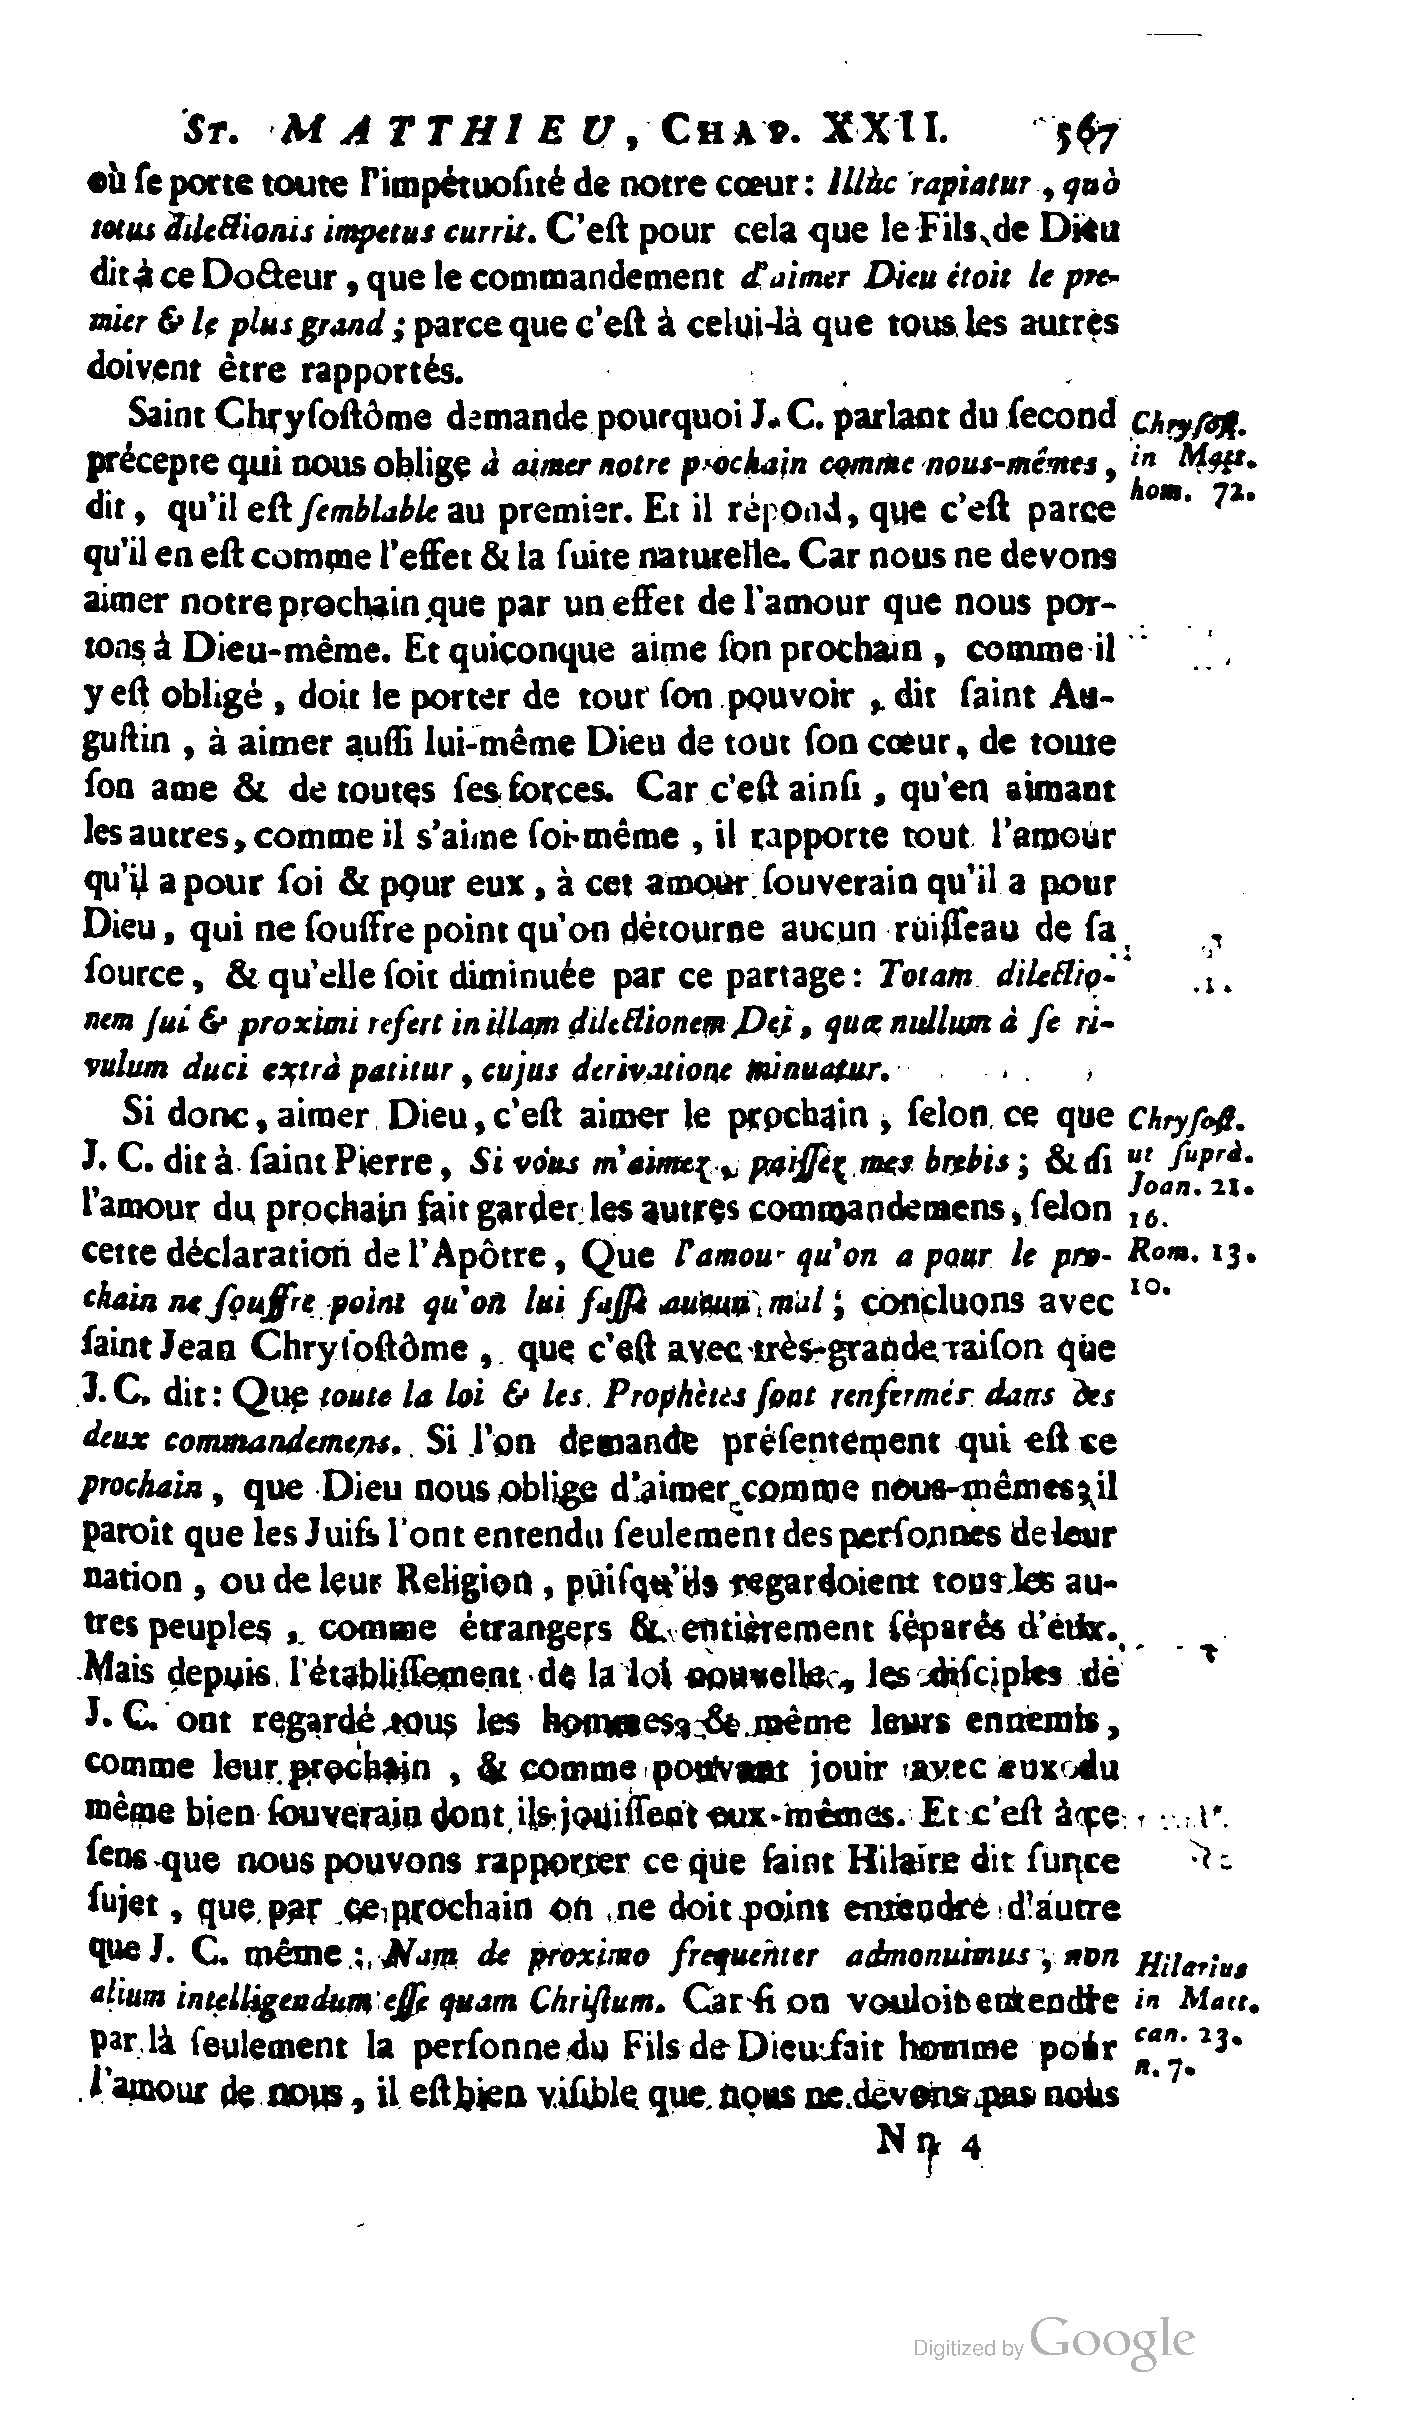 ST. MATTHIEU, CHAP. XXII. 567
où ſe porte toute l'impétuoſité de notre cœur: Illùc rapiatur, quò
totus dilectionis impetus currit. C'eſt pour cela que le Fils de Dieu
dit à ce Docteur, que le commandement d'aimer Dieu étoit le pre-
mier & le plus grand; parce que c'eſt à celui-là que tous les autres
doivent être rapportés.
Saint Chryſoſtôme demande pourquoi J. C. parlant du ſecond
précepte qui nous oblige à aimer notre prochain comme nous-mêmes,
dit, qu'il eſt ſemblable au premier. Et il répond, que c'eſt parce
qu'il en eſt comme l'effet & la ſuite naturelle. Car nous ne devons
aimer notre prochain que par un effet de l'amour que nous por-
tons à Dieu-même. Et quiconque aime ſon prochain, comme il
y eſt obligé, doit le porter de tout ſon pouvoir, dit ſaint Au-
guſtin, à aimer auſſi lui-même Dieu de tout ſon cœur, de toute
ſon ame & de toutes ſes forces. Car c'eſt ainſi, qu'en aimant
les autres, comme il s'aime ſoi-même, il rapporte tout l'amour
qu'il a pour ſoi & pour eux, à cet amour ſouverain qu'il a pour
Dieu, qui ne ſouffre point qu'on détourne aucun ruiſſeau de ſa
ſource, & qu'elle ſoit diminuée par ce partage: Totam dilectio-
nem ſui & proximi refert in illam dilectionem Dei, quæ nullum à ſe ri-
vulum duci extrà patitur, cujus derivatione minuatur.
Si donc, aimer Dieu, c'eſt aimer le prochain, ſelon ce que
J. C. dit à ſaint Pierre, Si vous m'aimez, paiſſez mes brebis; & ſi
l'amour du prochain fait garder les autres commandemens, ſelon
cette déclaration de l'Apôtre, Que l'amour qu'on a pour le pro-
chain ne ſouffre point qu'on lui faſſe aucun mal; concluons avec
ſaint Jean Chryſoſtôme, que c'eſt avec très-grande raiſon que
J. C. dit: Que toute la loi & les Prophètes ſont renfermés dans ces
deux commandemens. Si l'on demande préſentement qui eſt ce
prochain, que Dieu nous oblige d'aimer comme nous-mêmes; il
paroît que les Juifs l'ont entendu ſeulement des perſonnes de leur
nation, ou de leur Religion, puiſqu'ils regardoient tous les au-
tres peuples, comme étrangers & entièrement ſéparés d'eux.
Mais depuis l'établiſſement de la loi nouvelle, les diſciples de
J. C. ont regardé tous les hommes, & même leurs ennemis,
comme leur prochain, & comme pouvant jouir avec eux du
même bien ſouverain dont ils jouiſſent eux-mêmes. Et c'eſt à ce
ſens que nous pouvons rapporter ce que ſaint Hilaire dit ſur ce
ſujet, que par ce prochain on ne doit point entendre d'autre
que J. C. même: Nam de proximo frequenter admonuimus, non
alium intelligendum eſſe quam Chriſtum. Car ſi on vouloit entendre
par là ſeulement la perſonne du Fils de Dieu fait homme pour
l'amour de nous, il eſt bien viſible que nous ne devons pas nous
N n 4
Chryſoſt.
in Matt.
hom. 72.
Chryſoſt.
ut ſuprà.
Joan. 21.
16.
Rom. 13.
10.
Hilarius
in Matt.
can. 23.
n. 7.
Digitized by Google